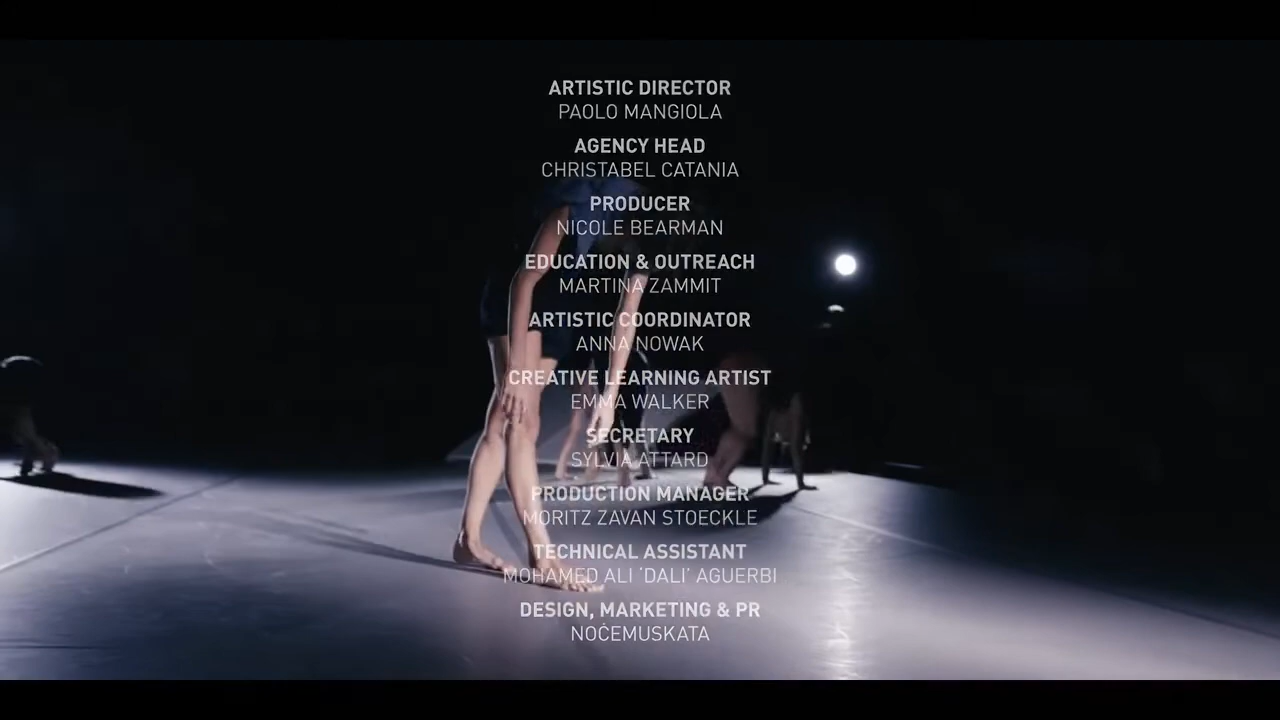 ARTISTIC DIRECTOR
PAOLO MANGIOLA
AGENCY HEAD
CHRISTABEL CATANIA
PRODUCER
NICOLE BEARMAN
EDUCATION & OUTREACH
MARTINA ZAMMIT
ARTISTIC COORDINATOR
ANNA NOWAK
CREATIVE LEARNING ARTIST
EMMA WALKER
SECRETARY
SYLVIA ATTARD
PRODUCTION MANAGER
MORITZ ZAVAN STOECKLE
TECHNICAL ASSISTANT
MOHAMED ALI ‘DALI’ AGUERBI
DESIGN, MARKETING & PR
NOĊEMUSKATA